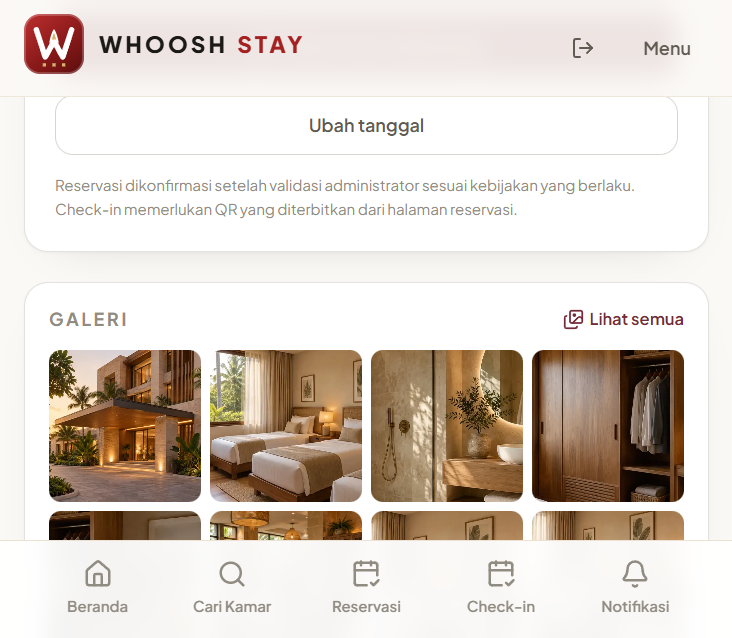 WHOOSH STAY
Menu
Ubah tanggal
Reservasi dikonfirmasi setelah validasi administrator sesuai kebijakan yang berlaku.
Check-in memerlukan QR yang diterbitkan dari halaman reservasi.
GALERI
Lihat semua
Beranda
Cari Kamar
Reservasi
Check-in
Notifikasi